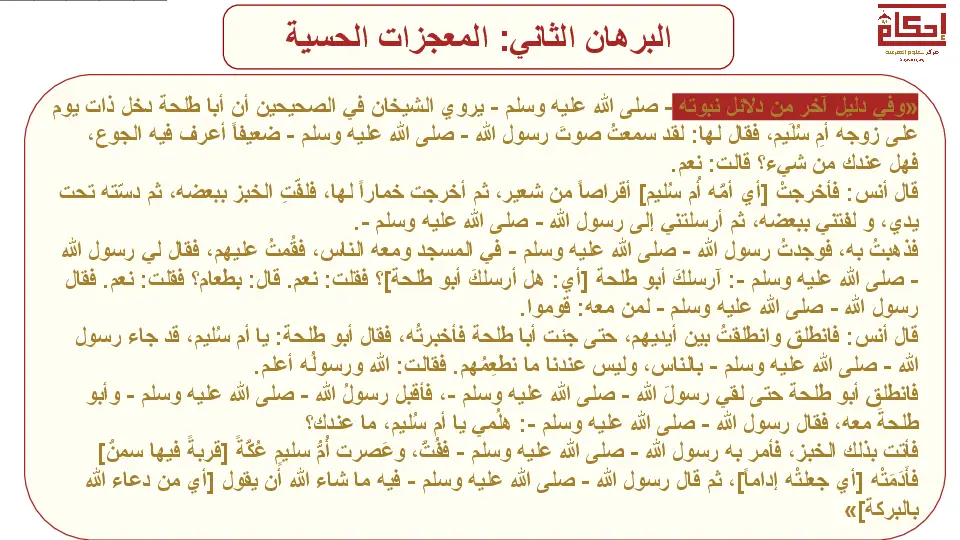 إحكام
مركز للعلوم الشرعية
البرهان الثاني: المعجزات الحسية
«وفي دليل آخر من دلائل نبوته - صلى الله عليه وسلم - يروي الشيخان في الصحيحين أن أبا طلحة دخل ذات يوم
على زوجه أمِ سُلَيم، فقال لها: لقد سمعتُ صوتَ رسول الله - صلى الله عليه وسلم - ضعيفاً أعرف فيه الجوع،
فهل عندك من شيء؟ قالت: نعم.
قال أنس: فأخرجتْ [أي أمّه أُم سُليم] أقراصاً من شعير، ثم أخرجت خماراً لها، فلفّتِ الخبز ببعضه، ثم دسّته تحت
يدي، و لفتني ببعضه، ثم أرسلتني إلى رسول الله - صلى الله عليه وسلم -.
فذهبتُ به، فوجدتُ رسول الله - صلى الله عليه وسلم - في المسجد ومعه الناس، فقُمتُ عليهم، فقال لي رسول الله
- صلى الله عليه وسلم -: آرسلكَ أبو طلحة [أي: هل أرسلكَ أبو طلحة]؟ فقلت: نعم. قال: بطعام؟ فقلت: نعم. فقال
رسول الله - صلى الله عليه وسلم - لمن معه: قوموا.
قال أنس: فانطلق وانطلقتُ بين أيديهم، حتى جئت أبا طلحة فأخبرتُه، فقال أبو طلحة: يا أم سُليم، قد جاء رسول
الله - صلى الله عليه وسلم - بالناس، وليس عندنا ما نطعِمُهم. فقالت: الله ورسولُه أعلم.
فانطلق أبو طلحة حتى لقي رسولَ الله - صلى الله عليه وسلم -، فأقبل رسولُ الله - صلى الله عليه وسلم - وأبو
طلحةَ معه، فقال رسول الله - صلى الله عليه وسلم -: هلُمي يا أم سُليم، ما عندك؟
فأتت بذلك الخبز، فأمر به رسول الله - صلى الله عليه وسلم - ففُتَّ، وعَصرت أُمُّ سليمٍ عُكّةً [قربةً فيها سمنٌ]
فأَدَمَتْه [أي جعلتْه إداماً]، ثم قال رسول الله - صلى الله عليه وسلم - فيه ما شاء الله أن يقول [أي من دعاء الله
بالبركة]»